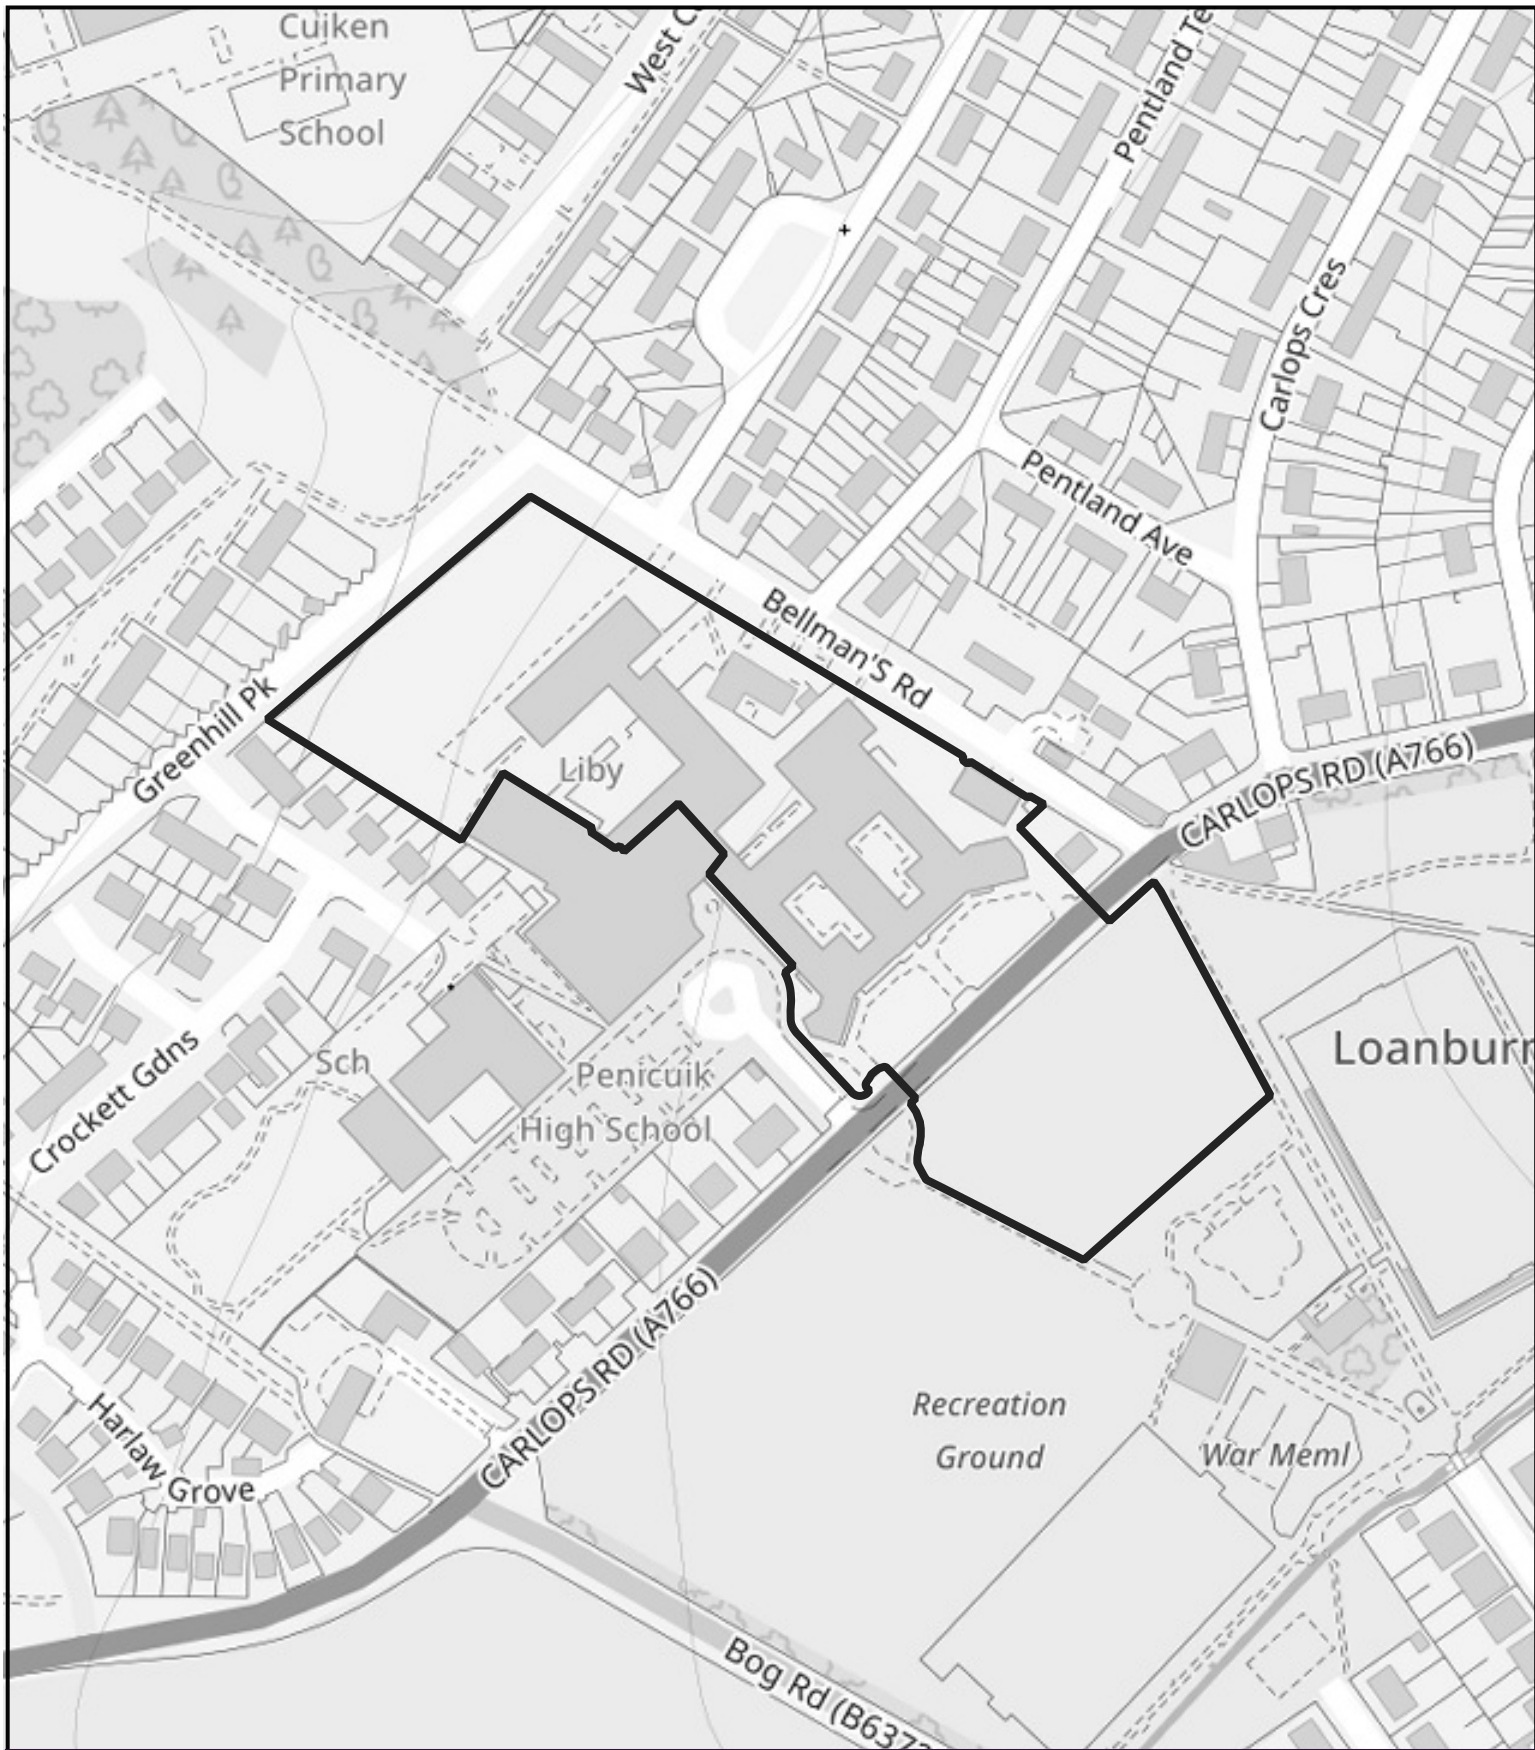 Cuiken
Primary
School
West C
Pentland Te
Carlops Cres
Pentland Ave
Bellman'S Rd
Greenhill Pk
CARLOPS RD (A766)
Liby
Loanburn
Crockett Gdns
Sch
Penicuik
High School
CARLOPS RD (A766)
Harlaw
Grove
Recreation
Ground
War Meml
Bog Rd (B6372